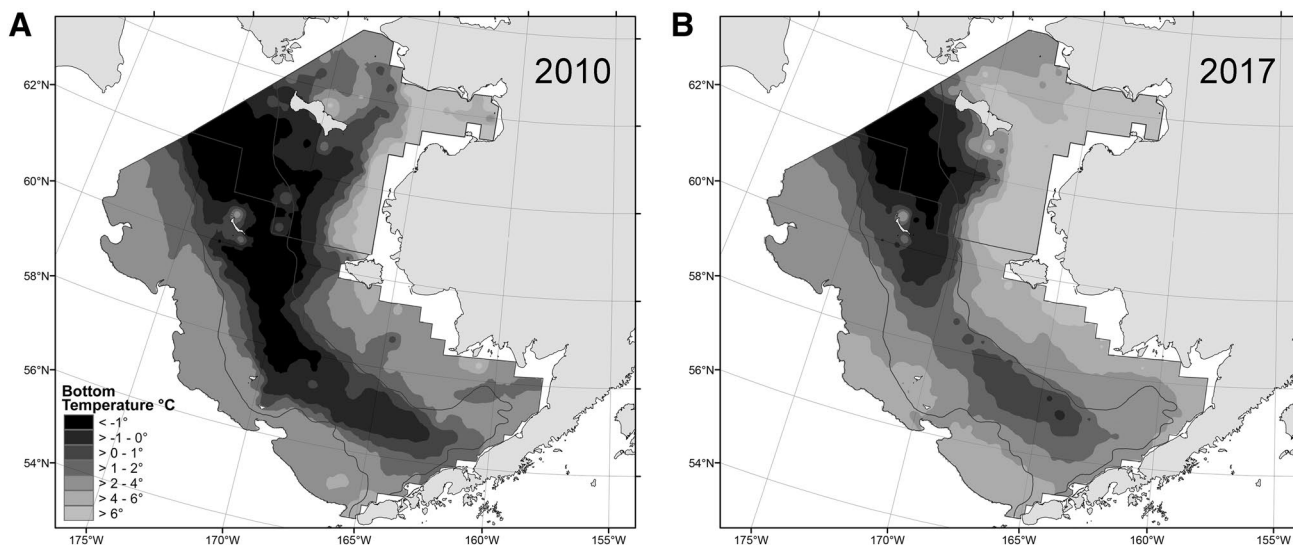 A
2010
62°N
60°N
58°N
56°N
54°N
Bottom
Temperature °C
< -1°
> -1 - 0°
> 0 - 1°
1 - 2°
> 2 - 4°
> 4 - 6°
> 6°
175°W
170°W
165°W
160°W
155°W
B
2017
62°N
60°N
58°N
56°N
54°N
175°W
170°W
165°W
160°W
155°W